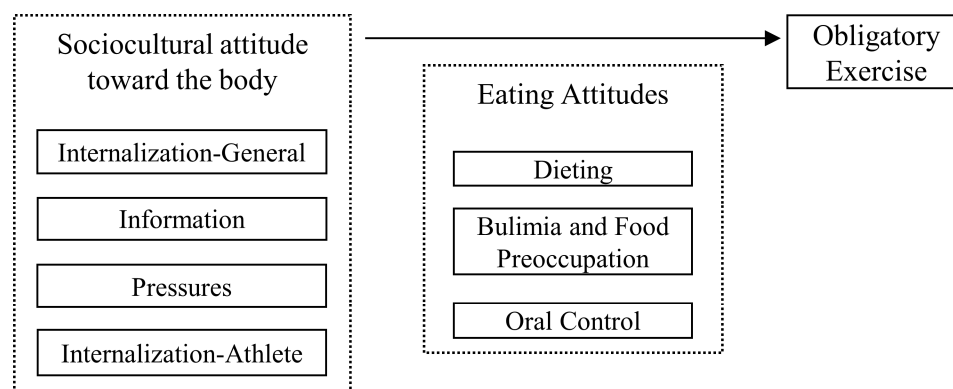 Sociocultural attitude
toward the body
Internalization-General
Information
Pressures
Internalization-Athlete
Eating Attitudes
Dieting
Bulimia and Food
Preoccupation
Oral Control
Obligatory
Exercise